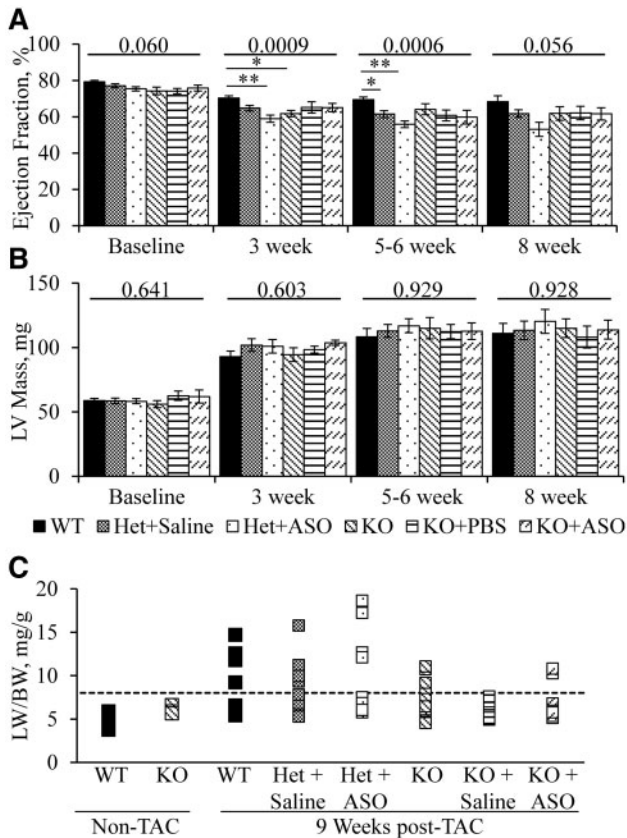 A
Ejection Fraction, %
100
80
60
40
20
0
0.060
0.0009
0.0006
0.056
*
**
**
*
Baseline
3 week
5-6 week
8 week
B
LV Mass, mg
150
100
50
0
0.641
0.603
0.929
0.928
Baseline
3 week
5-6 week
8 week
WT Het+Saline Het+ASO KO KO+PBS KO+ASO
C
LW/BW, mg/g
20
15
10
5
0
WT KO WT Het + Het + KO KO + KO +
Saline ASO Saline ASO
Non-TAC 9 Weeks post-TAC